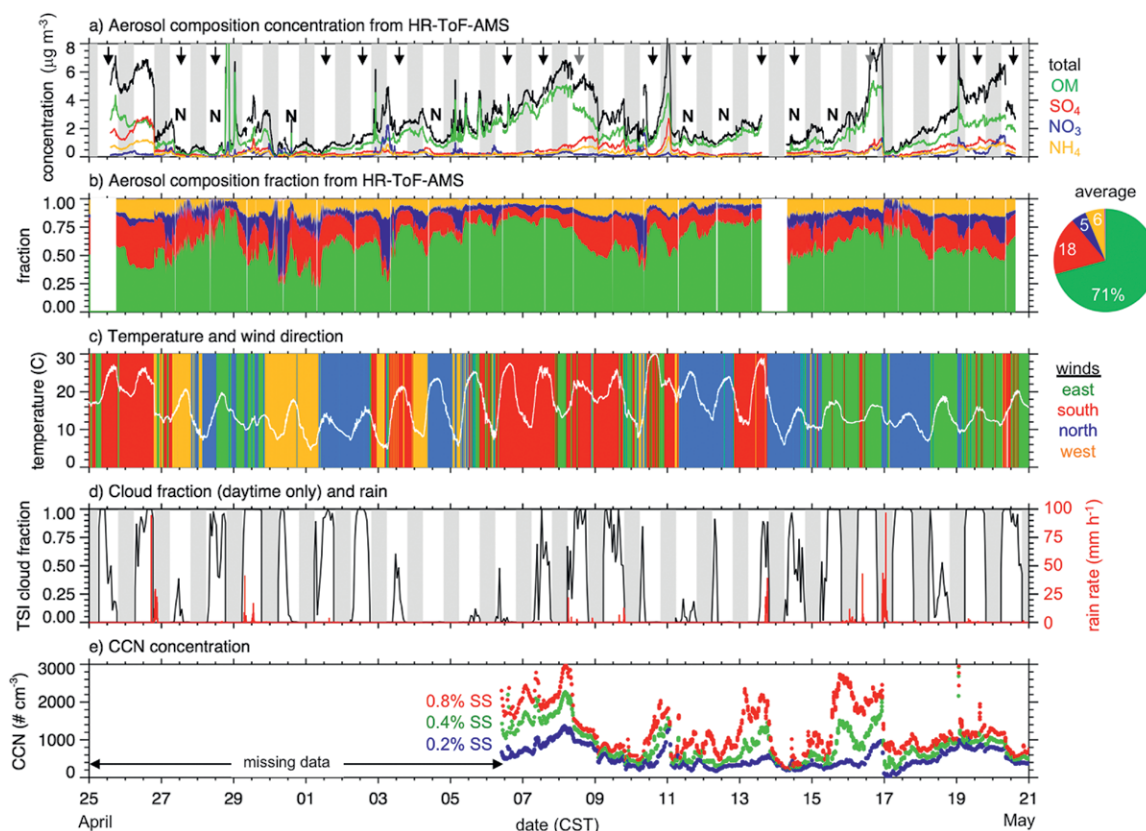 a) Aerosol composition concentration from HR-ToF-AMS
concentration (µg m⁻³)
8
6
4
2
0
N N N N N N N N
total
OM
SO₄
NO₃
NH₄
b) Aerosol composition fraction from HR-ToF-AMS
fraction
1.00
0.75
0.50
0.25
0.00
average
5 6
18
71%
c) Temperature and wind direction
temperature (C)
30
20
10
0
winds
east
south
north
west
d) Cloud fraction (daytime only) and rain
TSI cloud fraction
1.00
0.75
0.50
0.25
0.00
100
75
50
25
0
rain rate (mm h⁻¹)
e) CCN concentration
CCN (# cm⁻³)
3000
2000
1000
0
0.8% SS
0.4% SS
0.2% SS
missing data
25 27 29 01 03 05 07 09 11 13 15 17 19 21
April date (CST) May